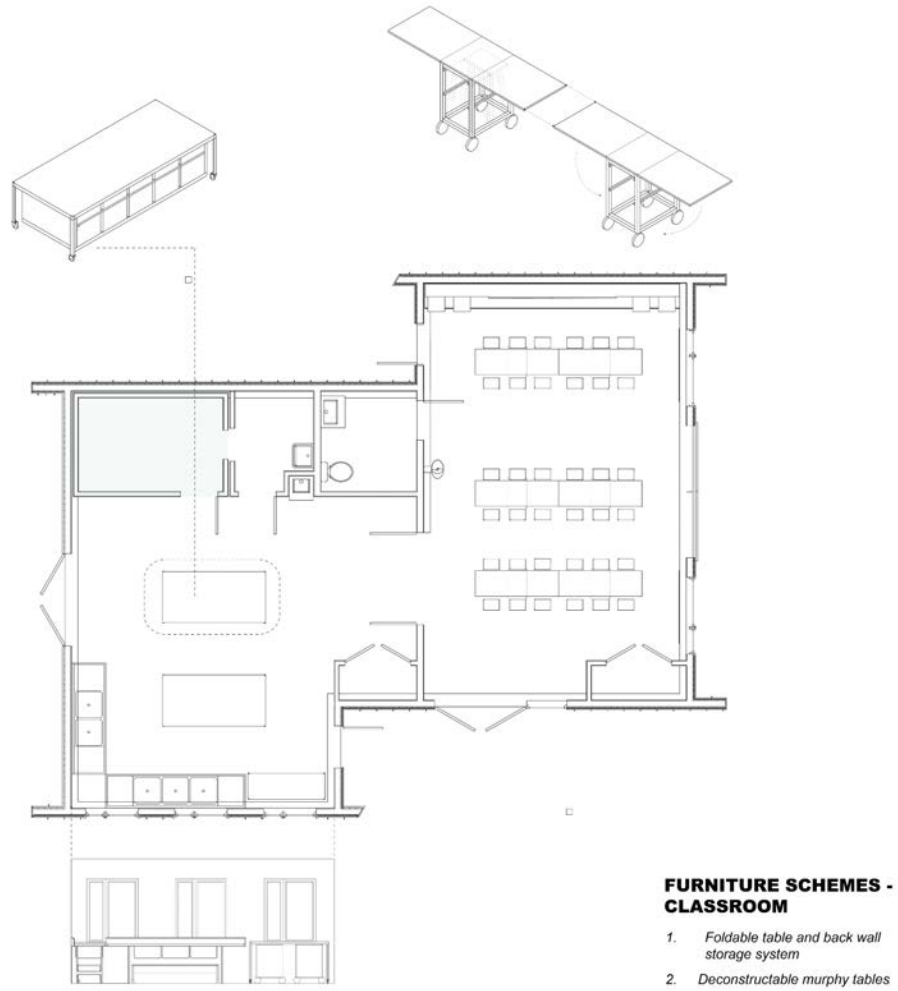 FURNITURE SCHEMES -
CLASSROOM
1. Foldable table and back wall
storage system
2. Deconstructable murphy tables